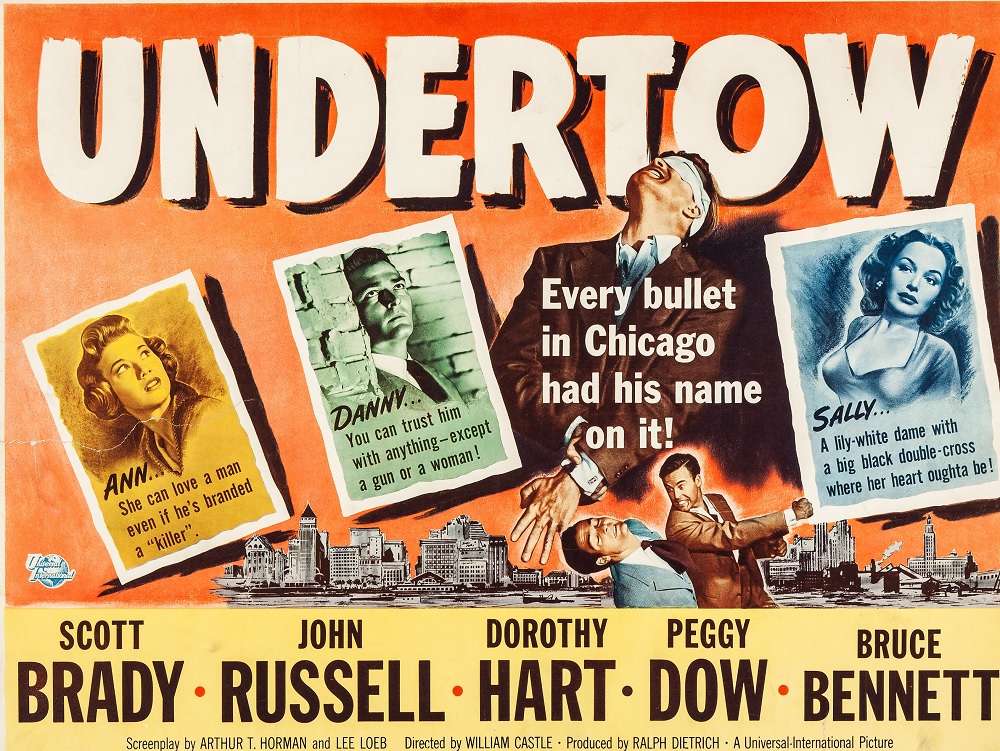 UNDERTOW
Every bullet
in Chicago
had his name
on it!
ANN...
She can love a man
even if he's branded
a "killer".
DANNY...
You can trust him
with anything—except
a gun or a woman!
SALLY...
A lily-white dame with
a big black double-cross
where her heart oughta be!
Universal
International
SCOTT BRADY · JOHN RUSSELL · DOROTHY HART · PEGGY DOW · BRUCE BENNETT
Screenplay by ARTHUR T. HORMAN and LEE LOEB Directed by WILLIAM CASTLE · Produced by RALPH DIETRICH · A Universal-International Picture